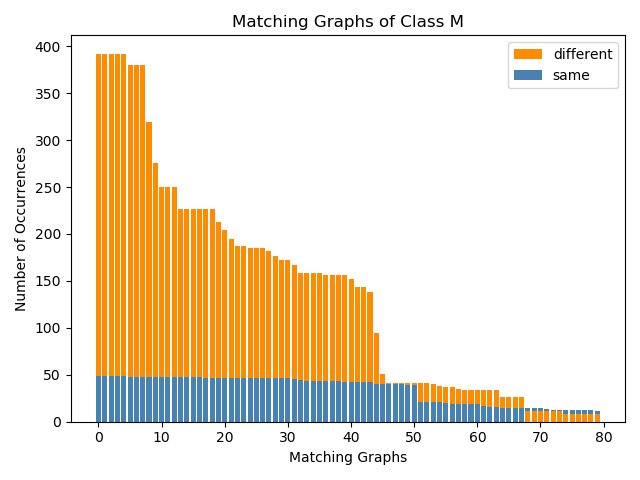 Matching Graphs of Class M
different
same
Number of Occurrences
400
350
300
250
200
150
100
50
0
0 10 20 30 40 50 60 70 80
Matching Graphs